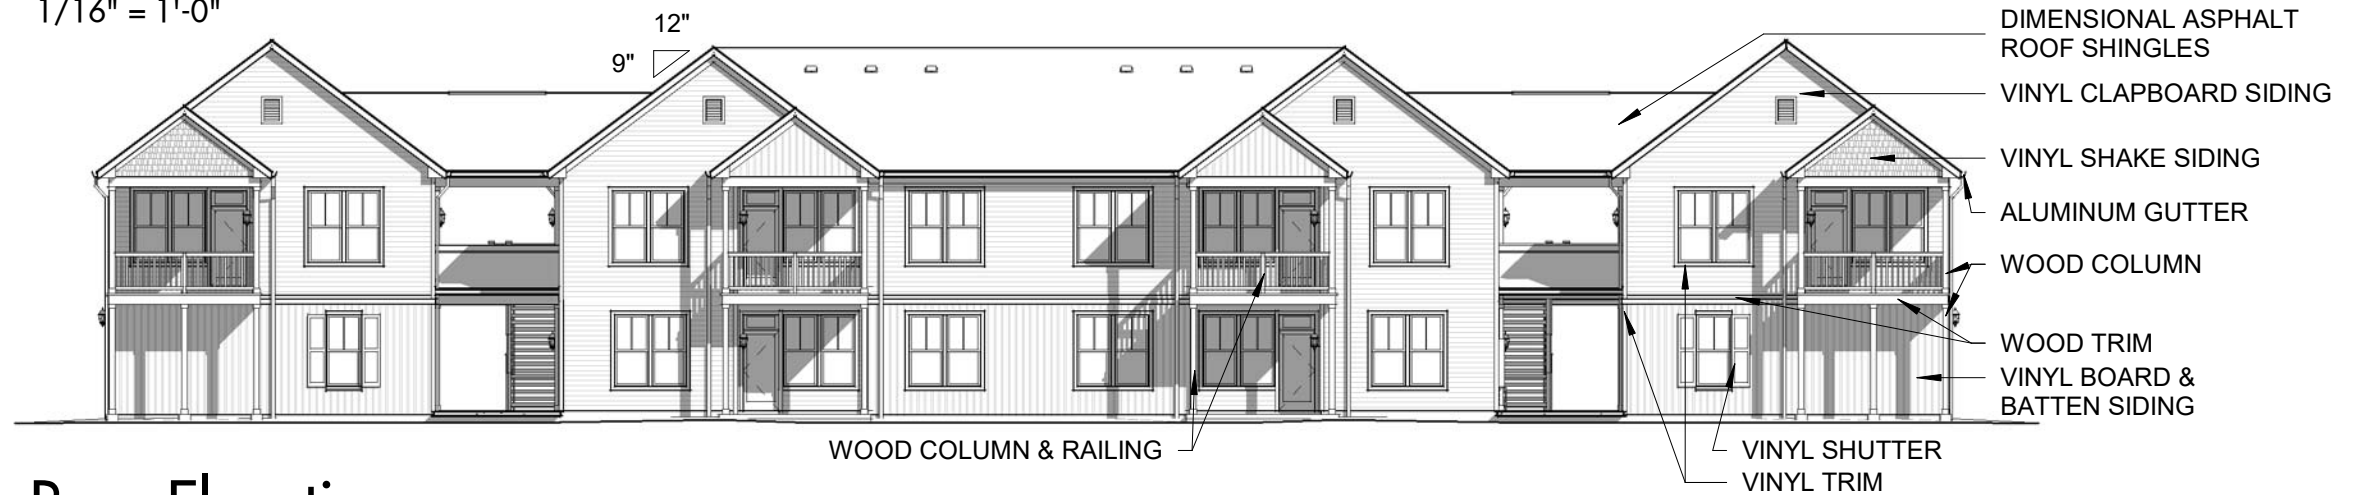 1/16" = 1'-0"
12"
9"
DIMENSIONAL ASPHALT
ROOF SHINGLES
VINYL CLAPBOARD SIDING
VINYL SHAKE SIDING
ALUMINUM GUTTER
WOOD COLUMN
WOOD TRIM
VINYL BOARD &
BATTEN SIDING
WOOD COLUMN & RAILING
VINYL SHUTTER
VINYL TRIM